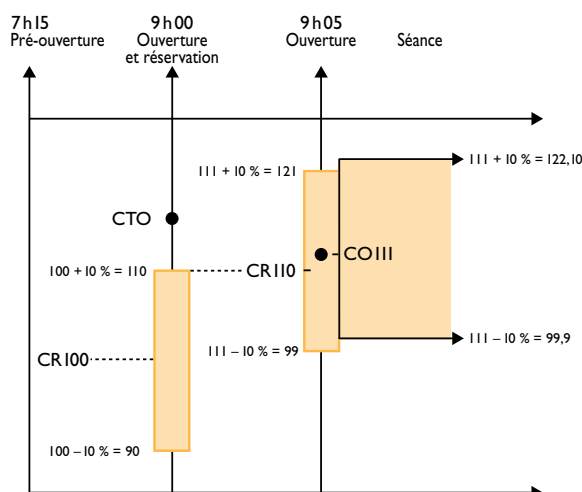 7h15
Pré-ouverture
9h00
Ouverture
et réservation
9h05
Ouverture
Séance
111 + 10 % = 122,10
111 + 10 % = 121
CTO
CO111
100 + 10 % = 110
CR110
CR100
111 – 10 % = 99
111 – 10 % = 99,9
100 – 10 % = 90